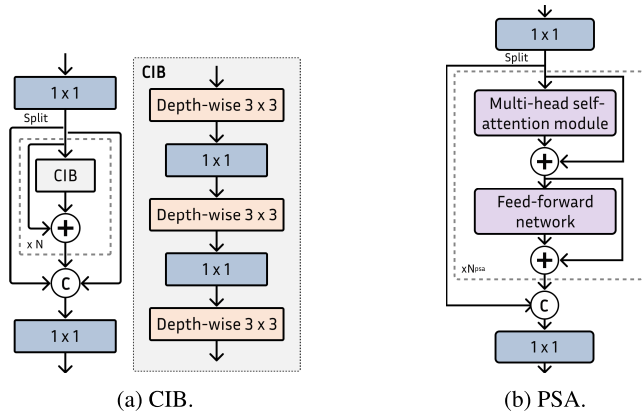 1 x 1
Split
CIB
x N
C
1 x 1
CIB
Depth-wise 3 x 3
1 x 1
Depth-wise 3 x 3
1 x 1
Depth-wise 3 x 3
(a) CIB.
1 x 1
Split
Multi-head self-
attention module
+
Feed-forward
network
+
xNpsa
C
1 x 1
(b) PSA.